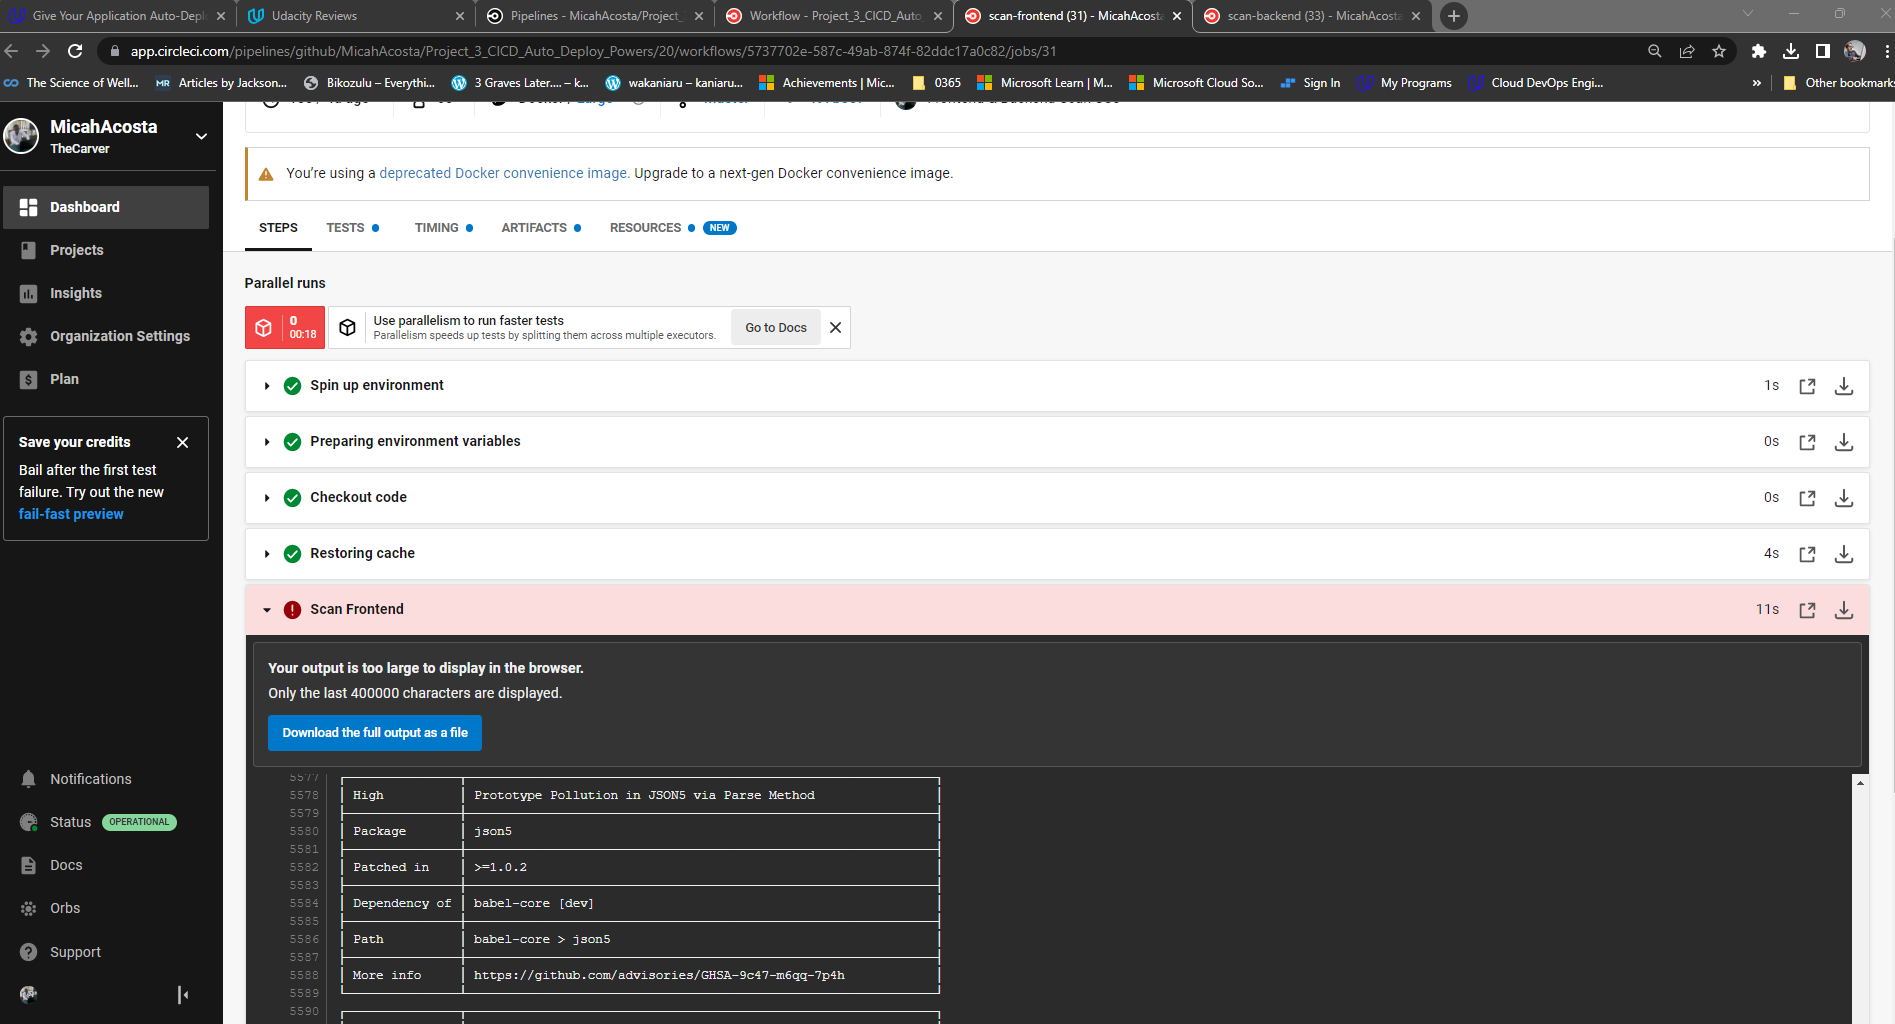 Give Your Application Auto-Depl
Udacity Reviews
Pipelines - MicahAcosta/Project_
Workflow - Project_3_CICD_Auto_
scan-frontend (31) - MicahAcosta
scan-backend (33) - MicahAcosta
app.circleci.com/pipelines/github/MicahAcosta/Project_3_CICD_Auto_Deploy_Powers/20/workflows/5737702e-587c-49ab-874f-82ddc17a0c82/jobs/31
The Science of Well...
MR Articles by Jackson...
Bikozulu – Everythi...
3 Graves Later.... – k...
wakaniaru – kaniaru...
Achievements | Mic...
0365
Microsoft Learn | M...
Microsoft Cloud So...
Sign In
My Programs
Cloud DevOps Engi...
»
Other bookmarks
MicahAcosta
TheCarver
Dashboard
Projects
Insights
Organization Settings
Plan
Save your credits
Bail after the first test
failure. Try out the new
fail-fast preview
Notifications
Status OPERATIONAL
Docs
Orbs
Support
You’re using a deprecated Docker convenience image. Upgrade to a next-gen Docker convenience image.
STEPS TESTS TIMING ARTIFACTS RESOURCES NEW
Parallel runs
0
00:18
Use parallelism to run faster tests
Parallelism speeds up tests by splitting them across multiple executors.
Go to Docs
Spin up environment 1s
Preparing environment variables 0s
Checkout code 0s
Restoring cache 4s
Scan Frontend 11s
Your output is too large to display in the browser.
Only the last 400000 characters are displayed.
Download the full output as a file
5577
5578 High Prototype Pollution in JSON5 via Parse Method
5579
5580 Package json5
5581
5582 Patched in >=1.0.2
5583
5584 Dependency of babel-core [dev]
5585
5586 Path babel-core > json5
5587
5588 More info https://github.com/advisories/GHSA-9c47-m6qq-7p4h
5589
5590